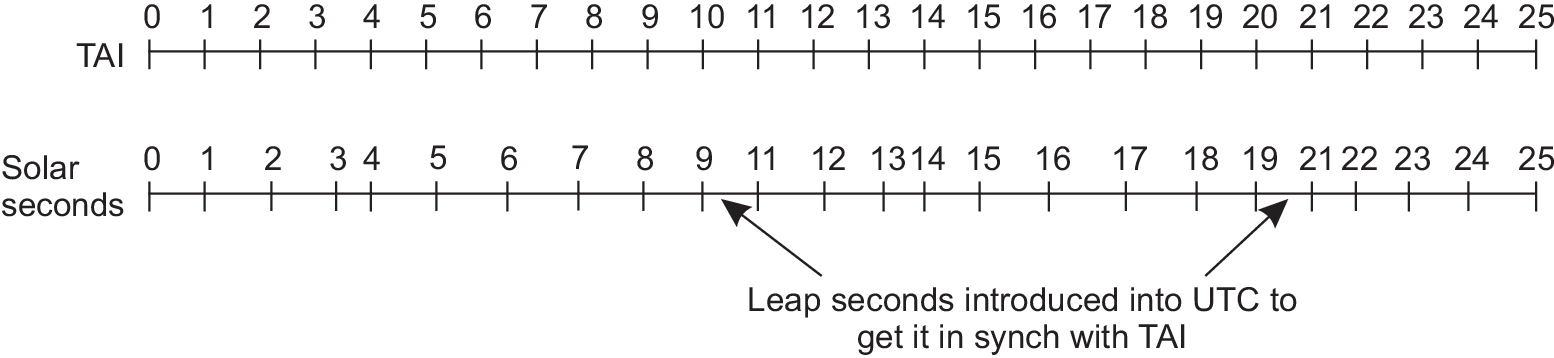 0 1 2 3 4 5 6 7 8 9 10 11 12 13 14 15 16 17 18 19 20 21 22 23 24 25
TAI
0 1 2 3 4 5 6 7 8 9 11 12 13 14 15 16 17 18 19 21 22 23 24 25
Solar
seconds
Leap seconds introduced into UTC to
get it in synch with TAI